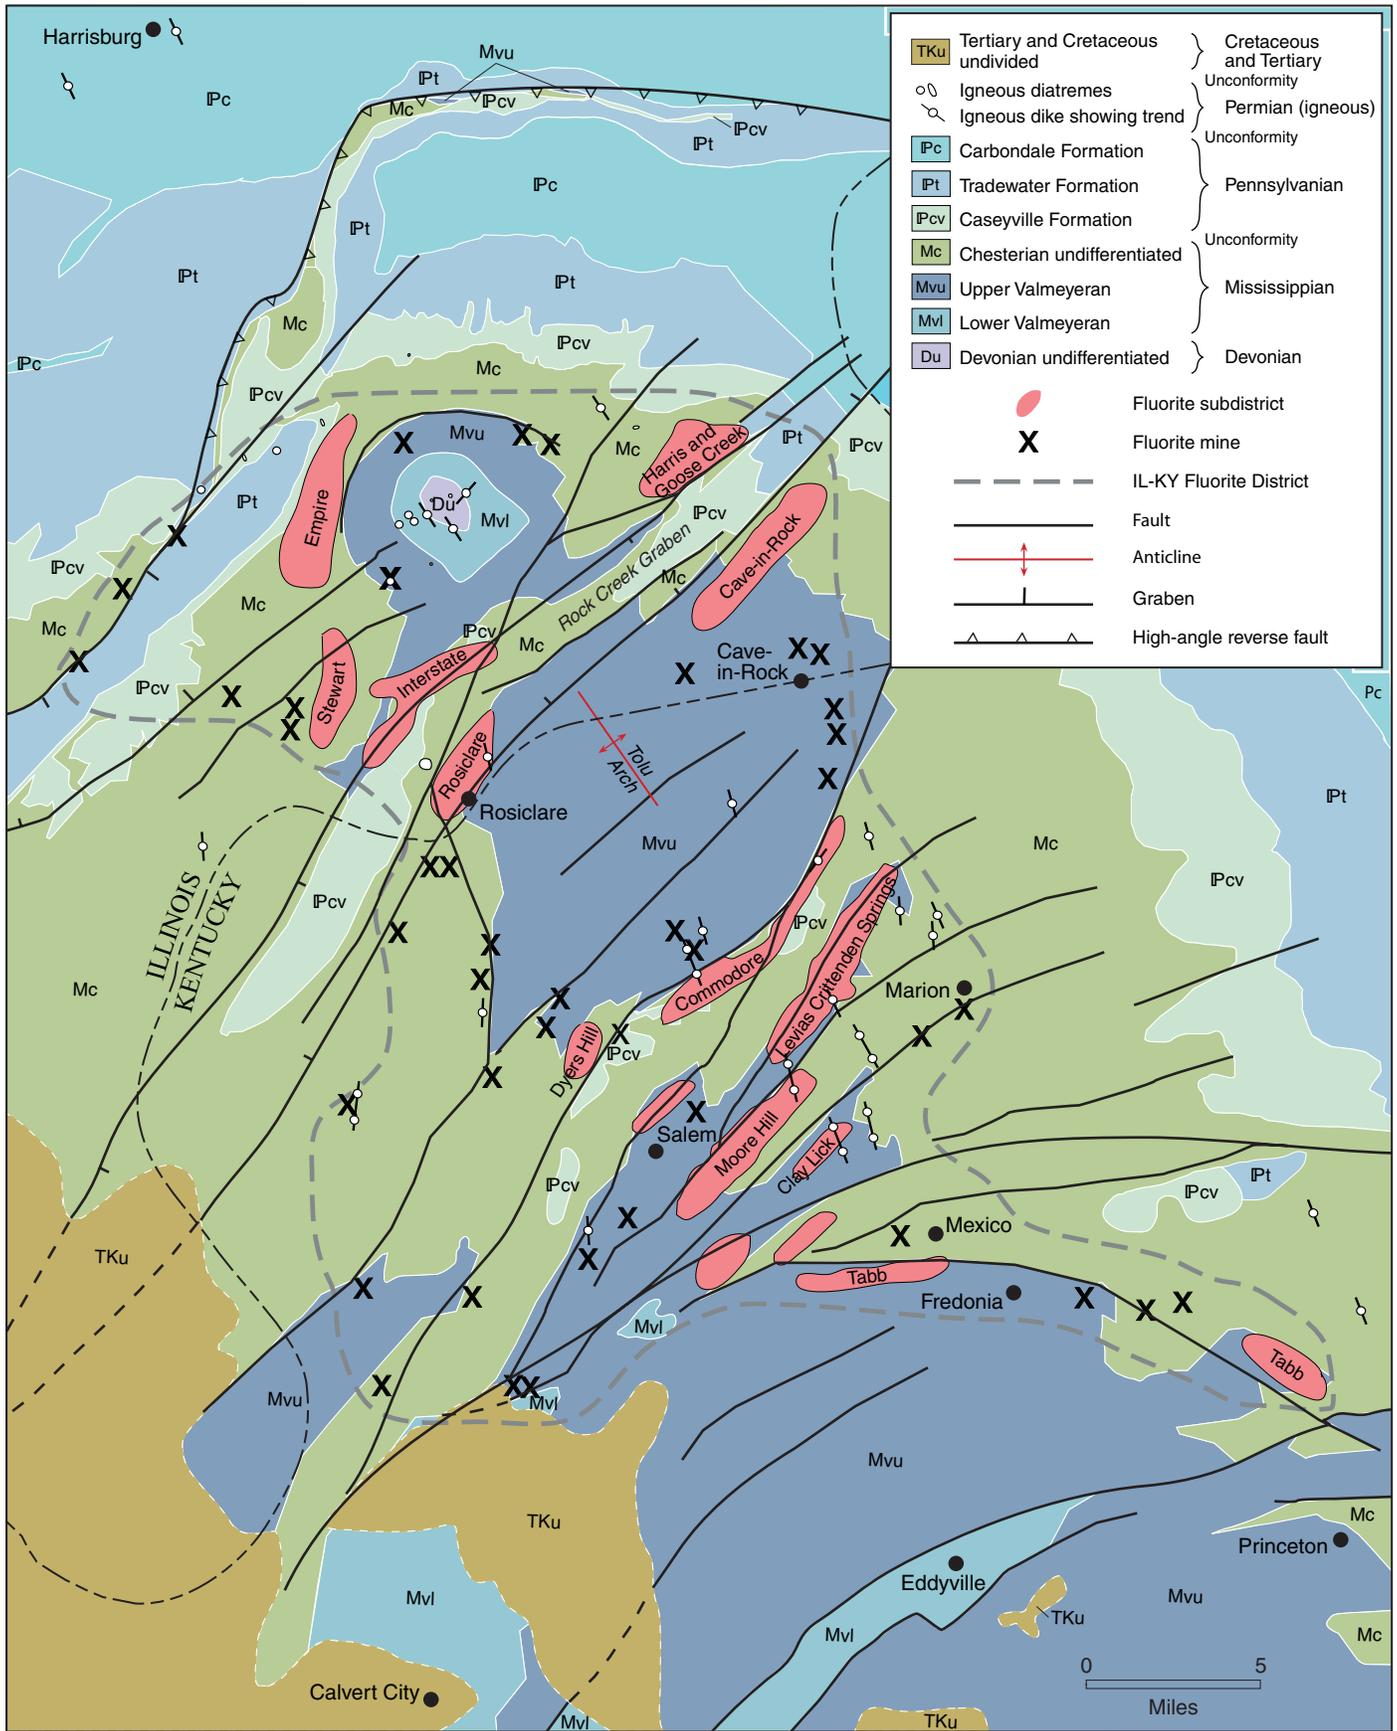 Harrisburg
Mvu
ℙt
ℙc
Mc
ℙcv
ℙcv
ℙt
ℙc
ℙt
ℙt
ℙt
Mc
ℙcv
ℙc
Mc
ℙcv
Mvu
Mc
Harris and
Goose Creek
ℙt
ℙcv
Empire
ℙt
Du
Mvl
ℙcv
Rock Creek Graben
Cave-in-Rock
ℙcv
Mc
Mc
Mc
ℙcv
Mc
ℙcv
Stewart
Interstate
Cave-
in-Rock
Rosiclare
Rosiclare
Tolu
Arch
Mvu
Pc
ℙt
Mc
ℙcv
ILLINOIS
KENTUCKY
ℙcv
ℙcv
Mc
Commodore
Levias Crittenden Springs
Marion
Dyers Hill
ℙcv
Salem
Moore Hill
Clay Lick
ℙcv
ℙcv
ℙt
TKu
Mexico
Tabb
Fredonia
Mvl
Tabb
Mvu
Mvl
Mvu
TKu
Mc
Princeton
Eddyville
Mvl
TKu
Mvu
Mvl
Mc
Calvert City
Mvl
TKu
0 5
Miles
TKu Tertiary and Cretaceous
undivided
Cretaceous
and Tertiary
Unconformity
Igneous diatremes
Igneous dike showing trend
Permian (igneous)
Unconformity
ℙc Carbondale Formation
ℙt Tradewater Formation
Pennsylvanian
ℙcv Caseyville Formation
Unconformity
Mc Chesterian undifferentiated
Mvu Upper Valmeyeran
Mississippian
Mvl Lower Valmeyeran
Du Devonian undifferentiated
Devonian
Fluorite subdistrict
X Fluorite mine
IL-KY Fluorite District
Fault
Anticline
Graben
High-angle reverse fault